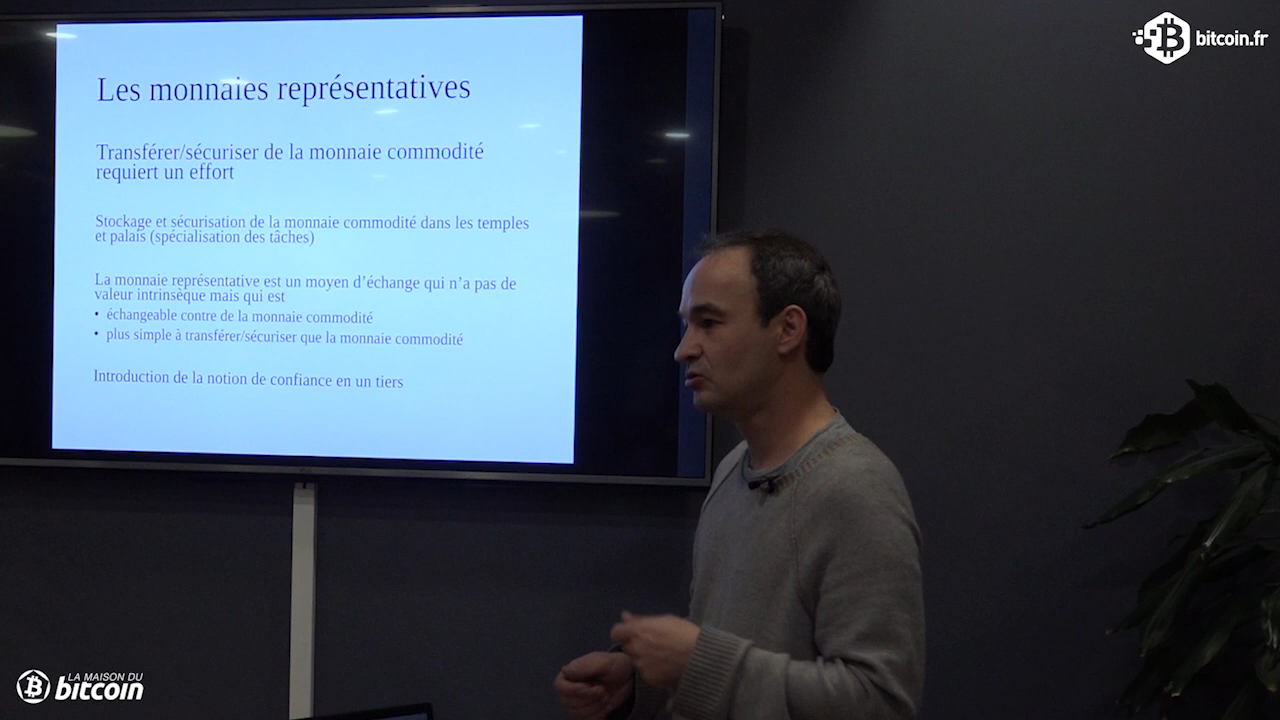 Les monnaies représentatives
Transférer/sécuriser de la monnaie commodité
requiert un effort
Stockage et sécurisation de la monnaie commodité dans les temples
et palais (spécialisation des tâches)
La monnaie représentative est un moyen d’échange qui n’a pas de
valeur intrinsèque mais qui est
• échangeable contre de la monnaie commodité
• plus simple à transférer/sécuriser que la monnaie commodité
Introduction de la notion de confiance en un tiers
bitcoin.fr
LA MAISON DU
bitcoin